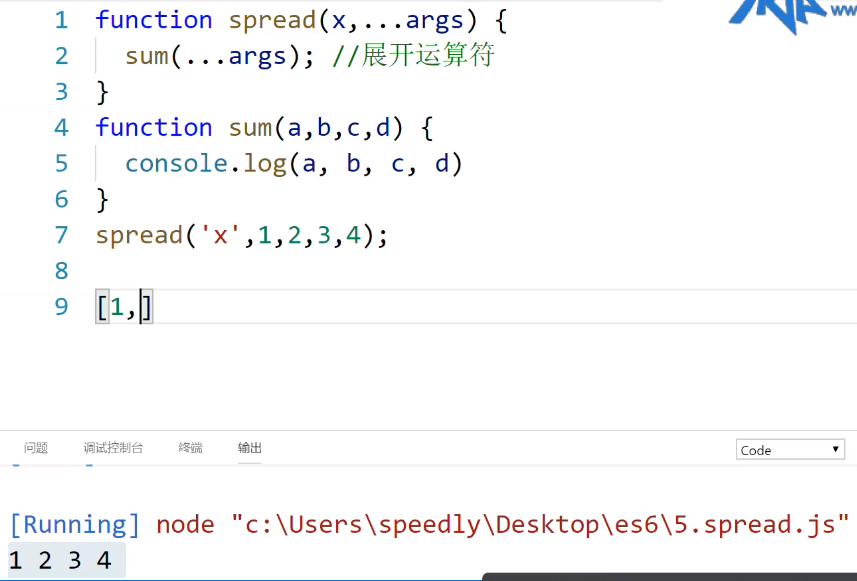 1 function spread(x,...args) {
2 sum(...args); //展开运算符
3 }
4 function sum(a,b,c,d) {
5 console.log(a, b, c, d)
6 }
7 spread('x',1,2,3,4);
8
9 [1,]
问题 调试控制台 终端 输出 Code
[Running] node "c:\Users\speedly\Desktop\es6\5.spread.js"
1 2 3 4